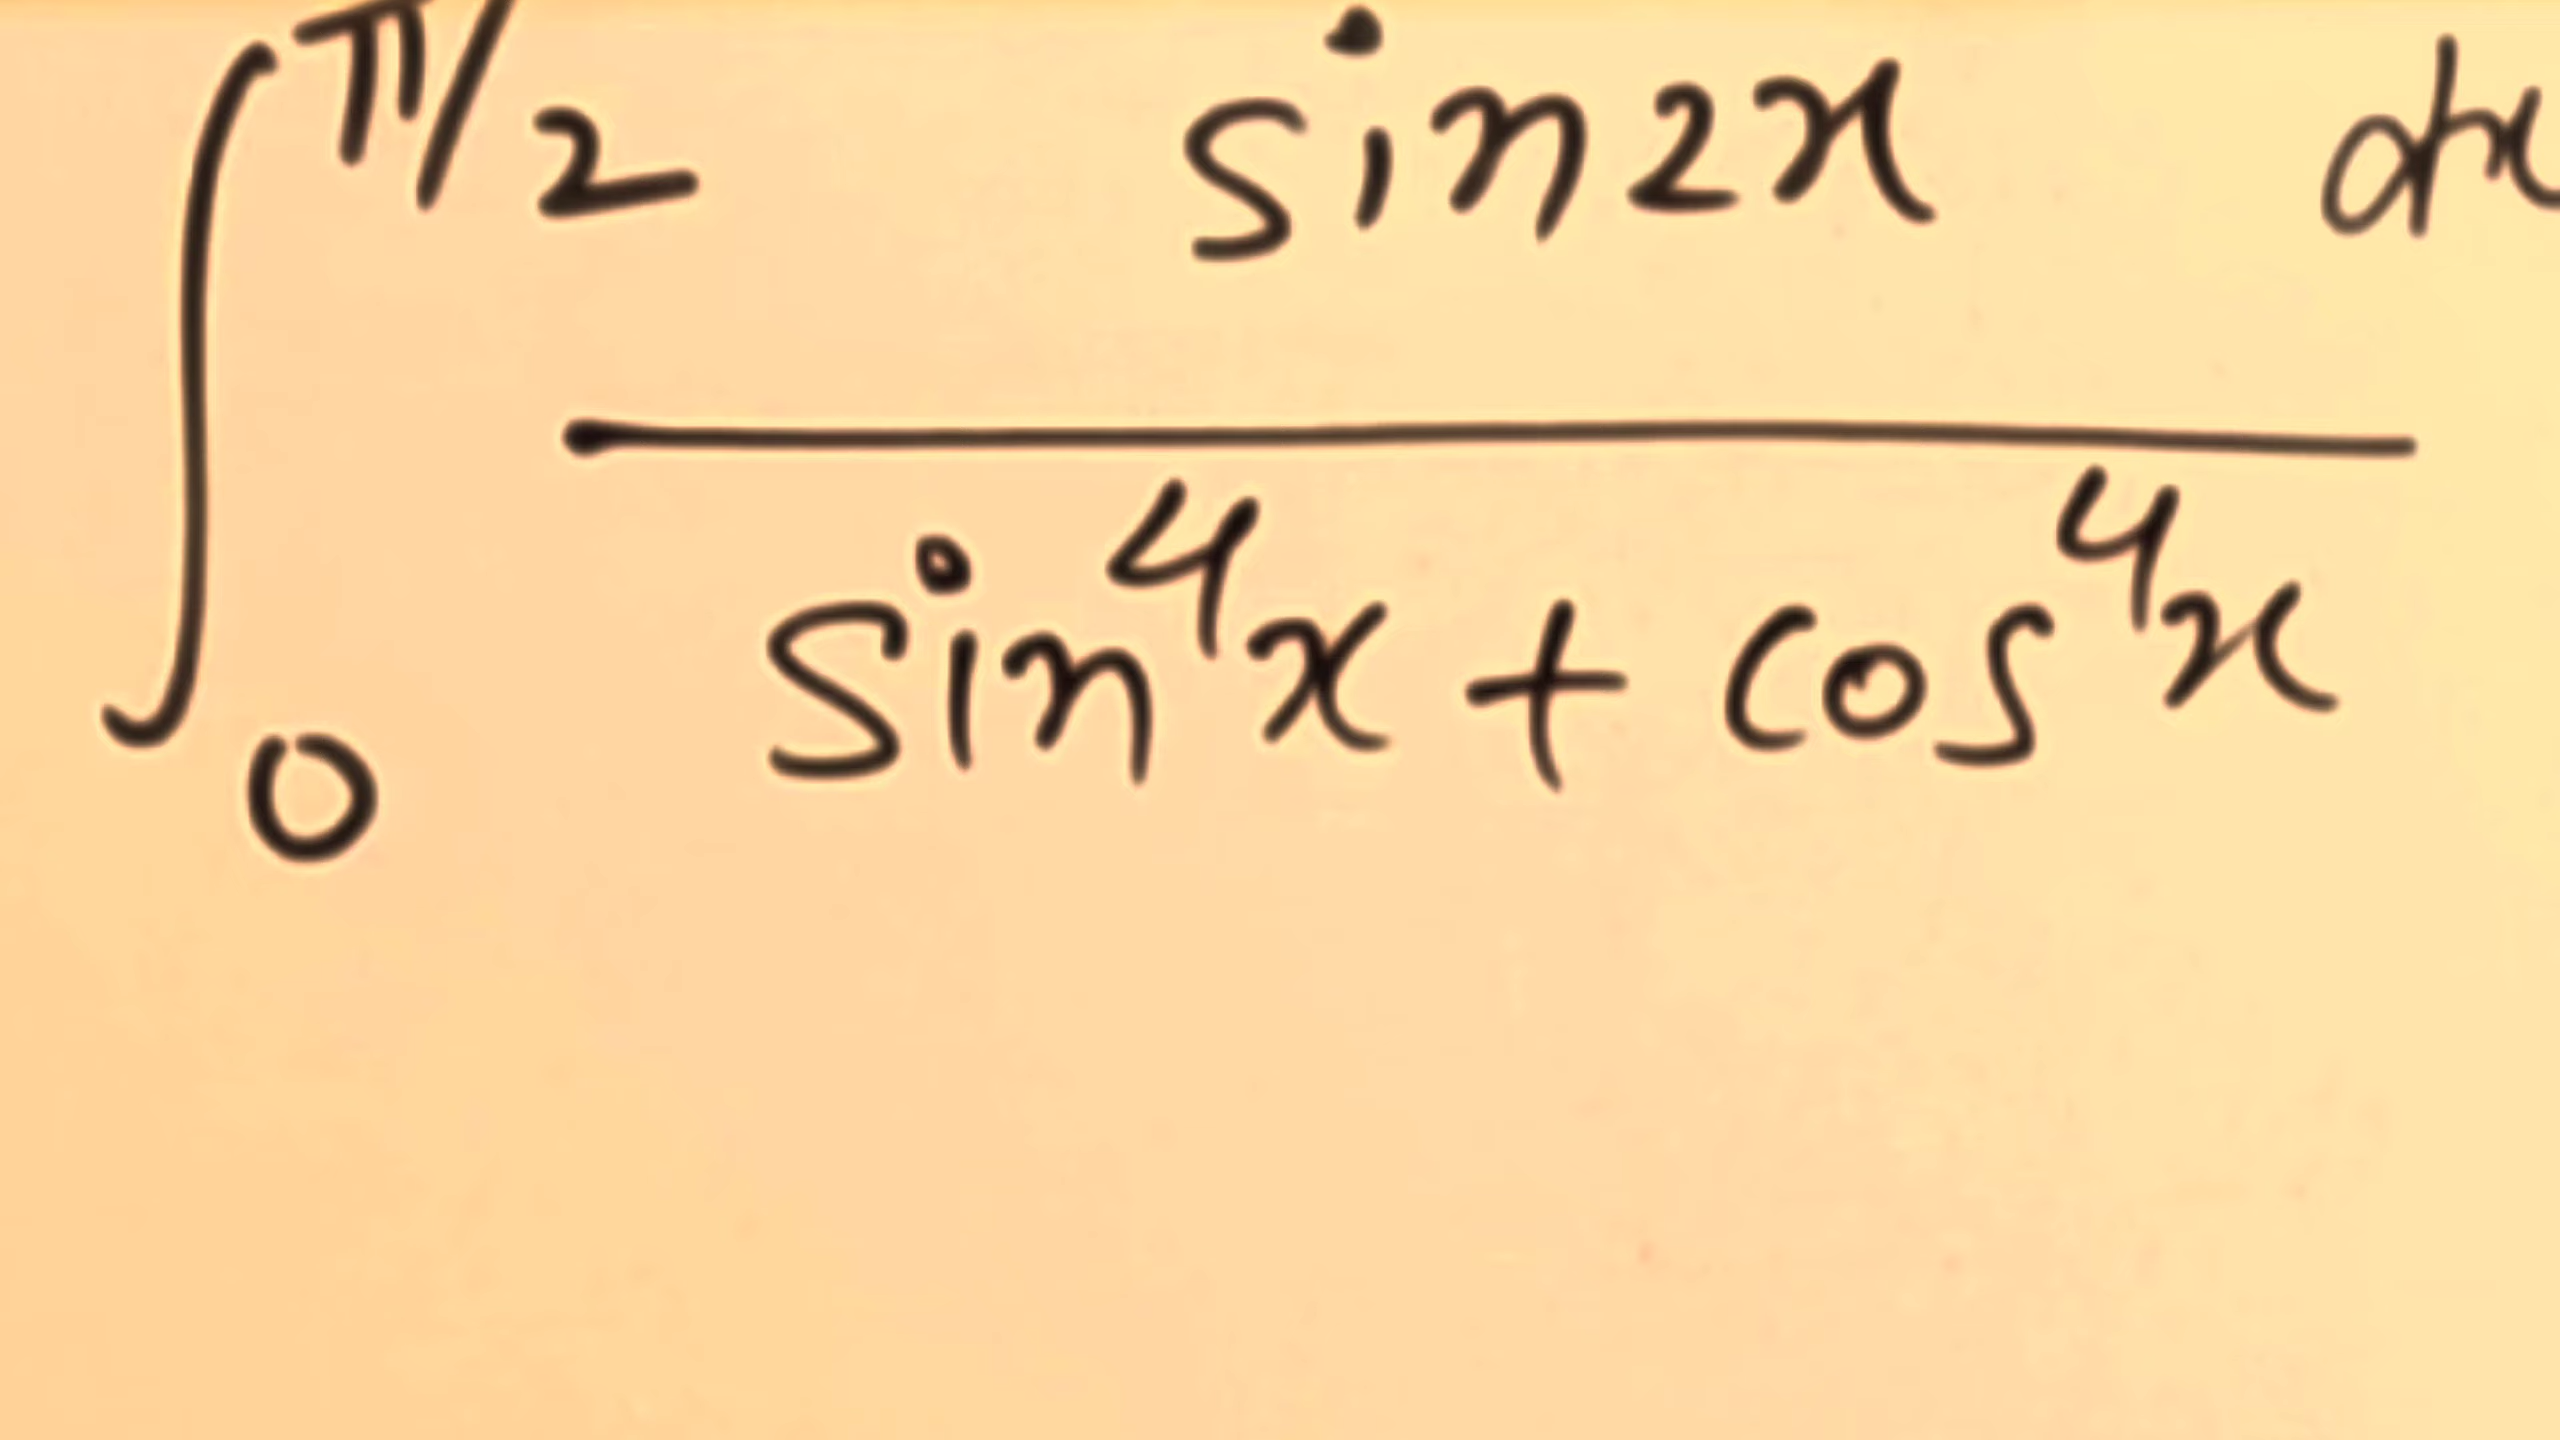 ∫₀^π/2 sin2x dx
sin⁴x + cos⁴x